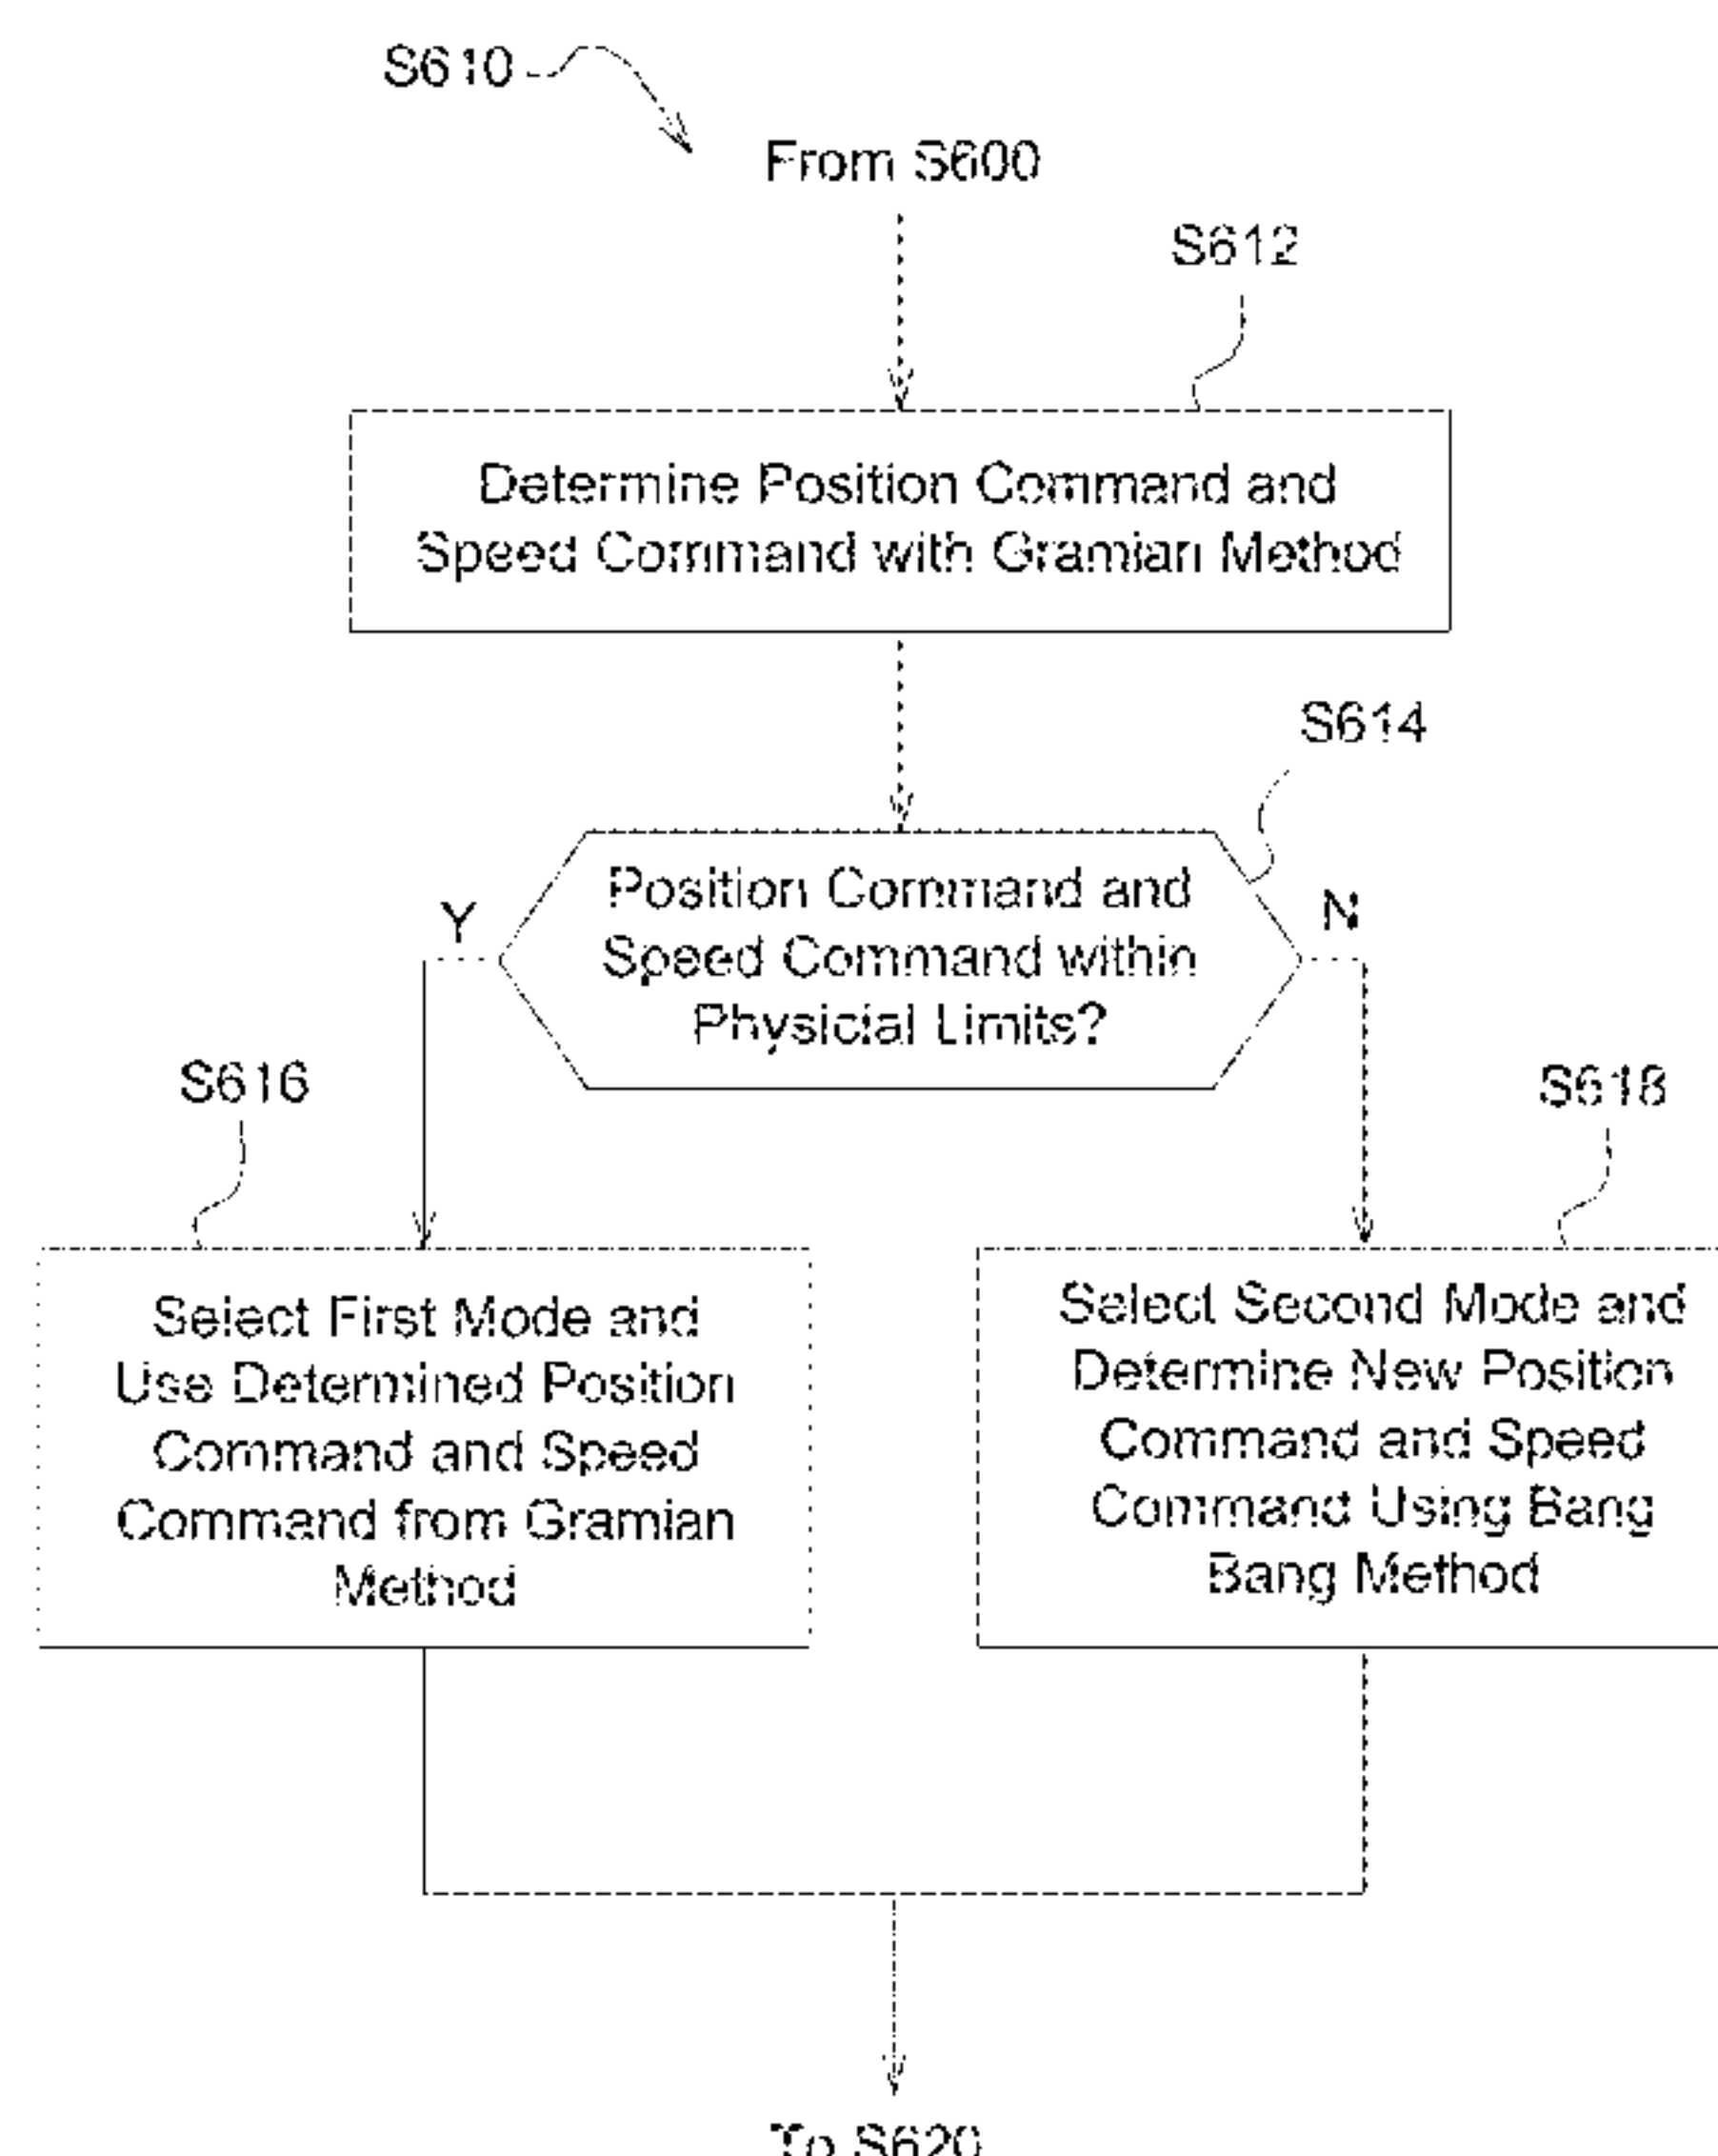 S610
From S600
S612
Determine Position Command and
Speed Command with Gramian Method
S614
Position Command and
Speed Command within
Physicial Limits?
Y
N
S616
S618
Select First Mode and
Use Determined Position
Command and Speed
Command from Gramian
Method
Select Second Mode and
Determine New Position
Command and Speed
Command Using Bang
Bang Method
To S620